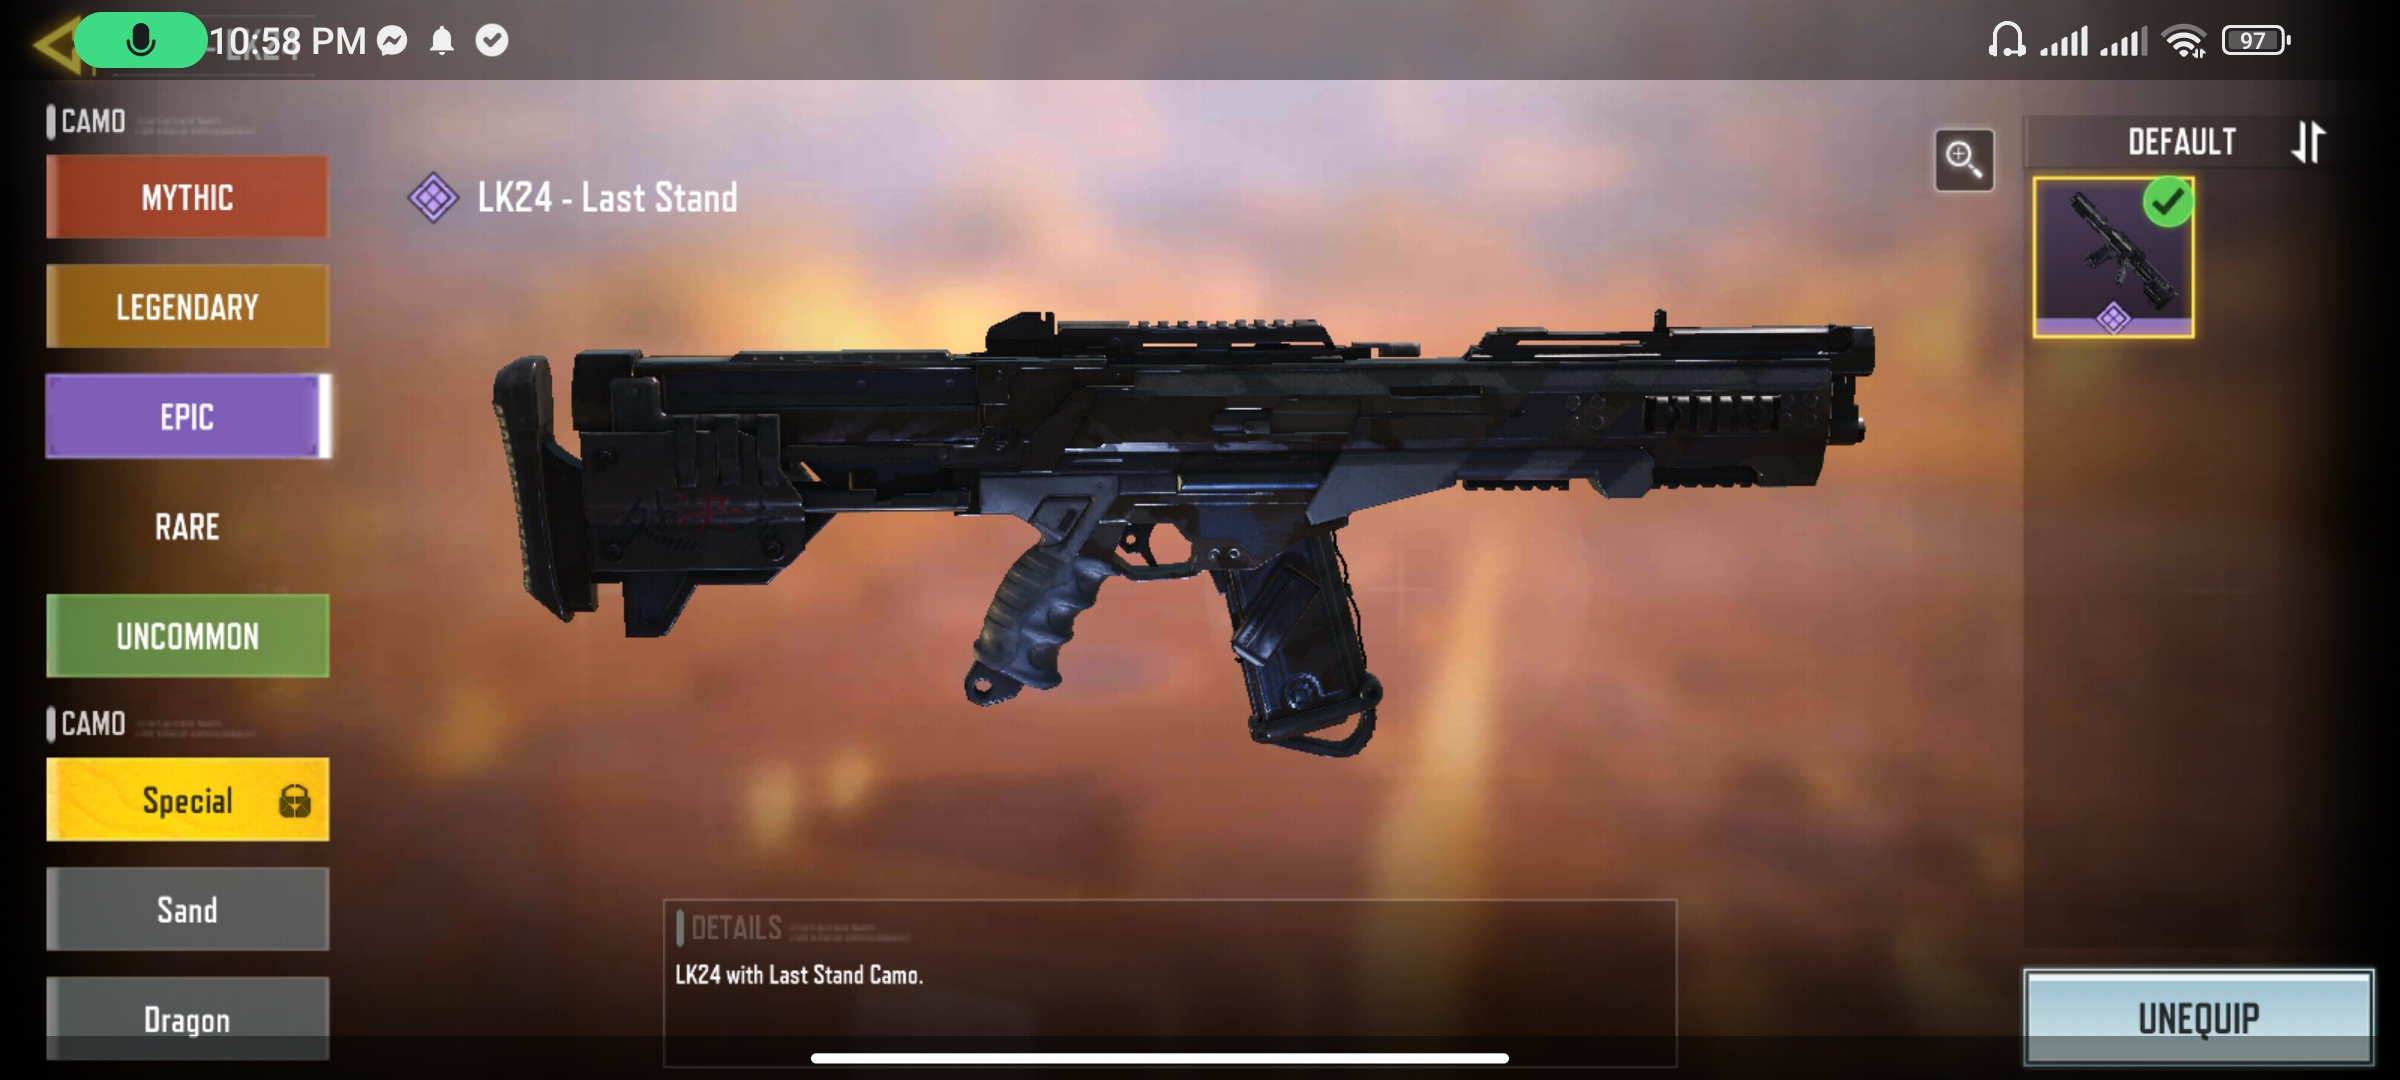 10:58 PM
97
LK24
CAMO
MYTHIC
LEGENDARY
EPIC
RARE
UNCOMMON
CAMO
Special
Sand
Dragon
LK24 - Last Stand
DEFAULT
DETAILS
LK24 with Last Stand Camo.
UNEQUIP